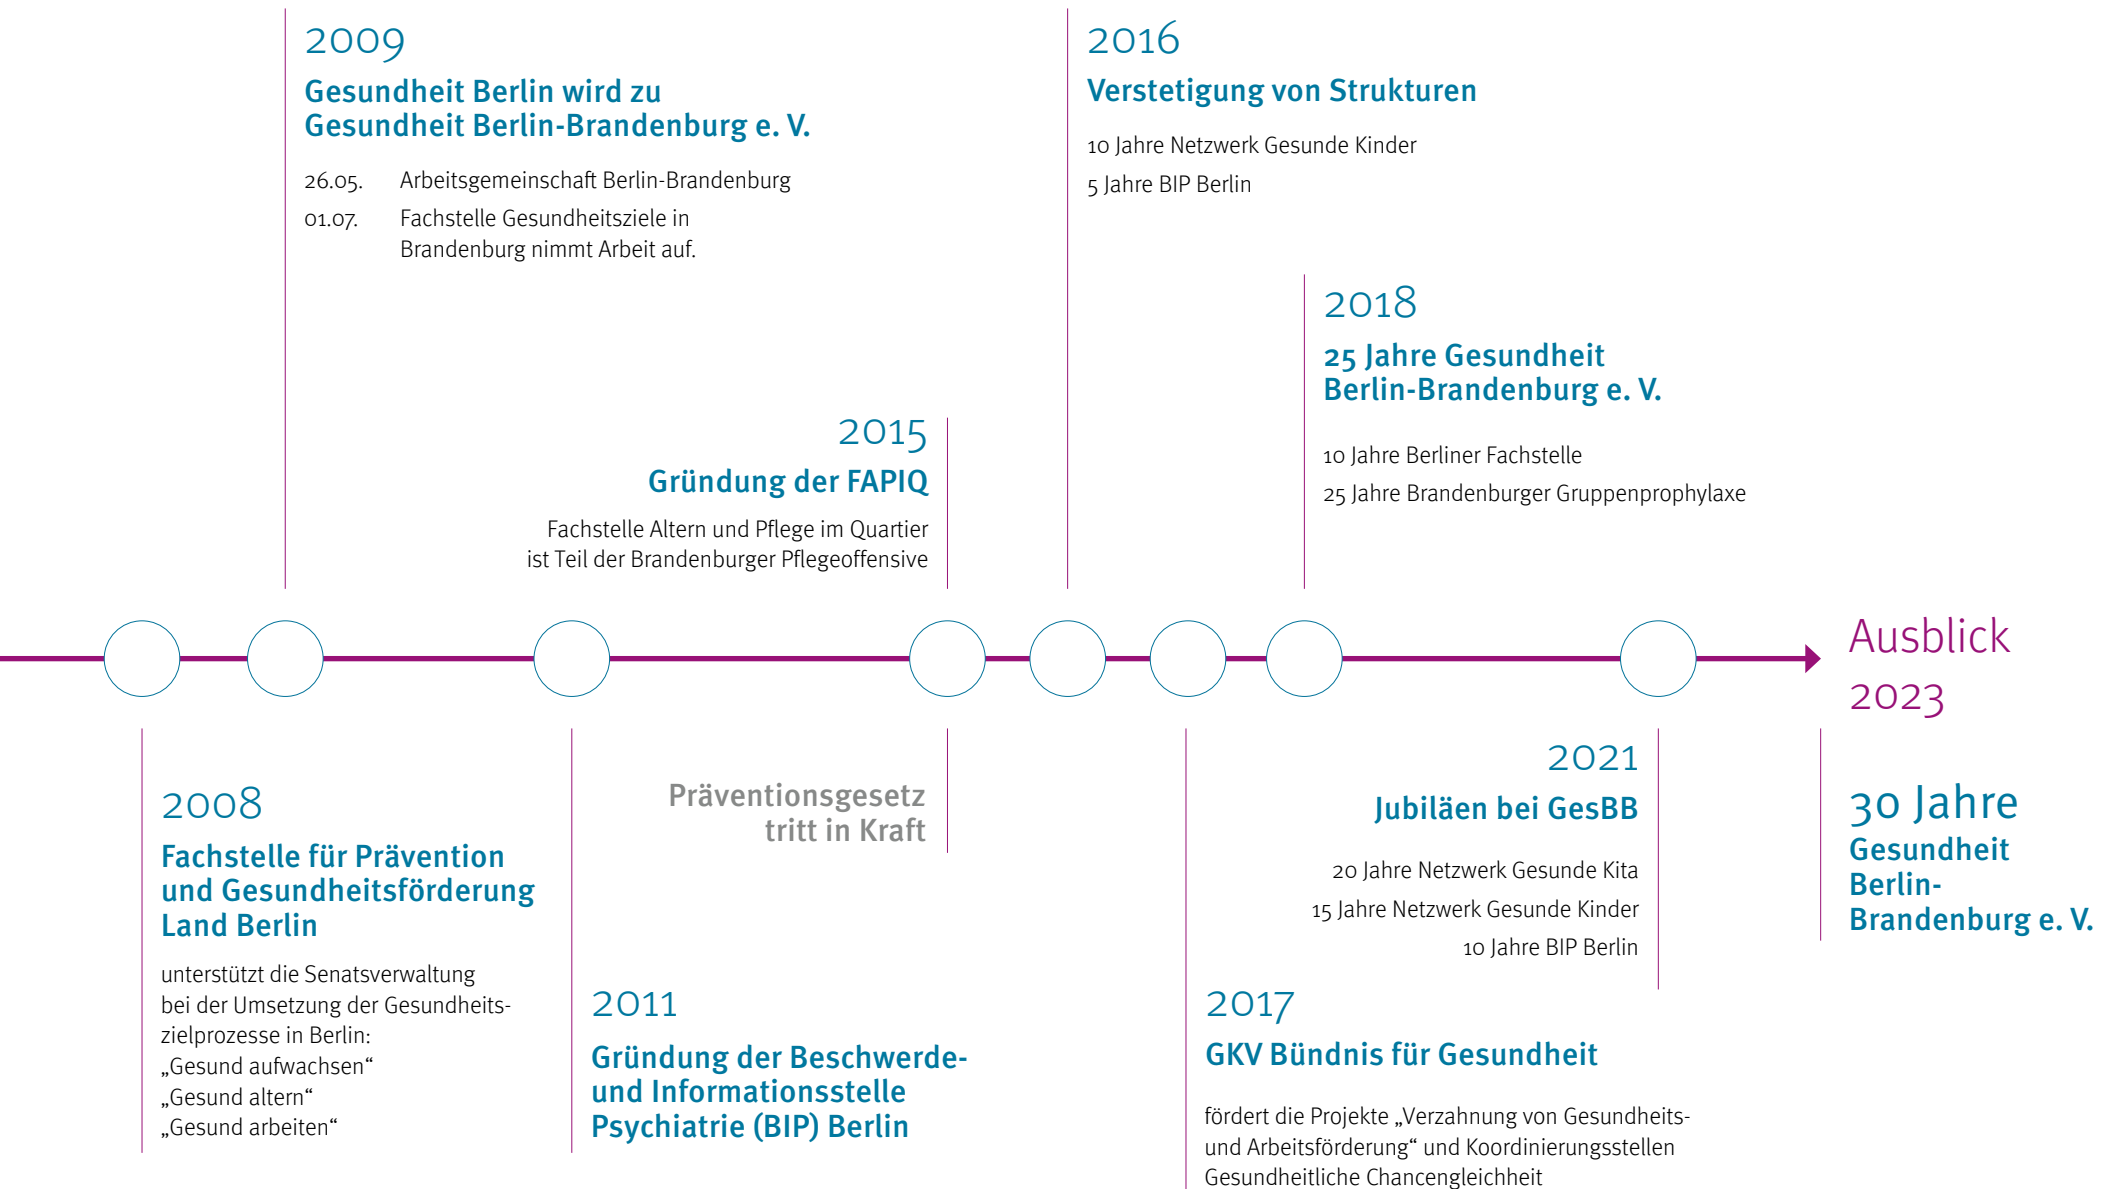 2009
Gesundheit Berlin wird zu
Gesundheit Berlin-Brandenburg e. V.
26.05. Arbeitsgemeinschaft Berlin-Brandenburg
01.07. Fachstelle Gesundheitsziele in
Brandenburg nimmt Arbeit auf.
2016
Verstetigung von Strukturen
10 Jahre Netzwerk Gesunde Kinder
5 Jahre BIP Berlin
2018
25 Jahre Gesundheit
Berlin-Brandenburg e. V.
10 Jahre Berliner Fachstelle
25 Jahre Brandenburger Gruppenprophylaxe
2015
Gründung der FAPIQ
Fachstelle Altern und Pflege im Quartier
ist Teil der Brandenburger Pflegeoffensive
Ausblick
2023
30 Jahre
Gesundheit
Berlin-
Brandenburg e. V.
2008
Fachstelle für Prävention
und Gesundheitsförderung
Land Berlin
unterstützt die Senatsverwaltung
bei der Umsetzung der Gesundheits-
zielprozesse in Berlin:
„Gesund aufwachsen“
„Gesund altern“
„Gesund arbeiten“
2011
Gründung der Beschwerde-
und Informationsstelle
Psychiatrie (BIP) Berlin
Präventionsgesetz
tritt in Kraft
2021
Jubiläen bei GesBB
20 Jahre Netzwerk Gesunde Kita
15 Jahre Netzwerk Gesunde Kinder
10 Jahre BIP Berlin
2017
GKV Bündnis für Gesundheit
fördert die Projekte „Verzahnung von Gesundheits-
und Arbeitsförderung“ und Koordinierungsstellen
Gesundheitliche Chancengleichheit